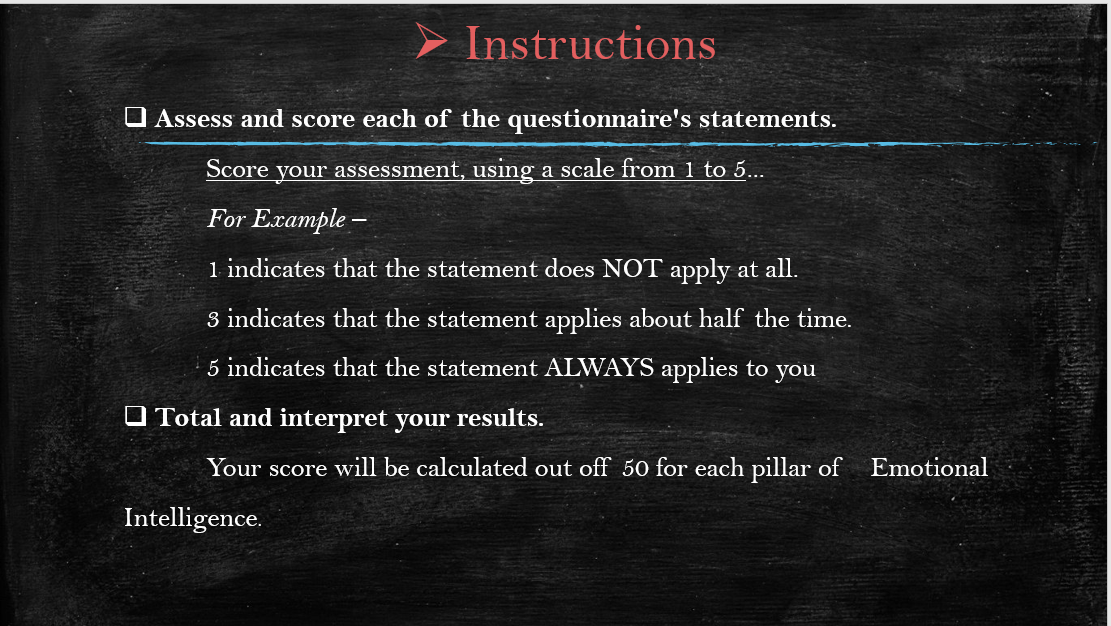 Instructions
Assess and score each of the questionnaire's statements.
Score your assessment, using a scale from 1 to 5...
For Example –
1 indicates that the statement does NOT apply at all.
3 indicates that the statement applies about half the time.
5 indicates that the statement ALWAYS applies to you
Total and interpret your results.
Your score will be calculated out off 50 for each pillar of Emotional
Intelligence.